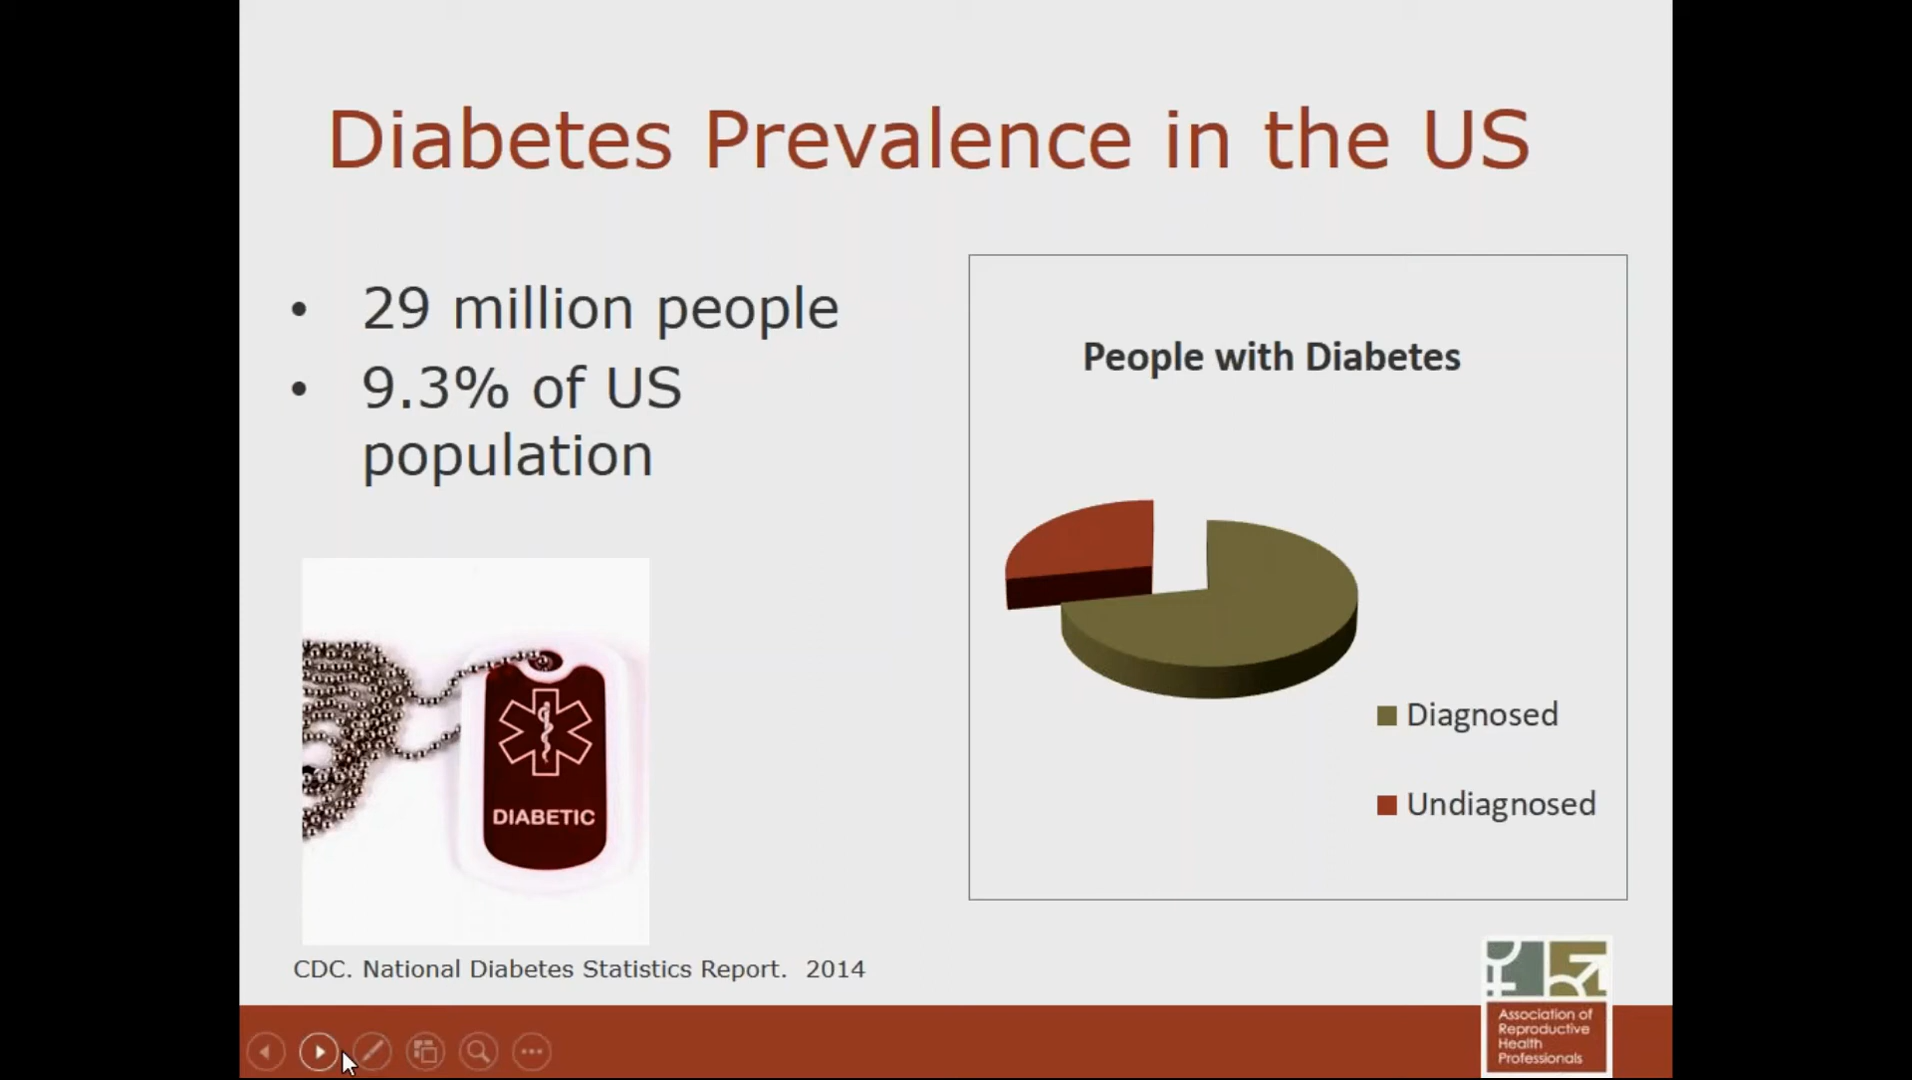 Diabetes Prevalence in the US
• 29 million people
• 9.3% of US
population
People with Diabetes
Diagnosed
Undiagnosed
DIABETIC
CDC. National Diabetes Statistics Report. 2014
Association of
Reproductive
Health
Professionals